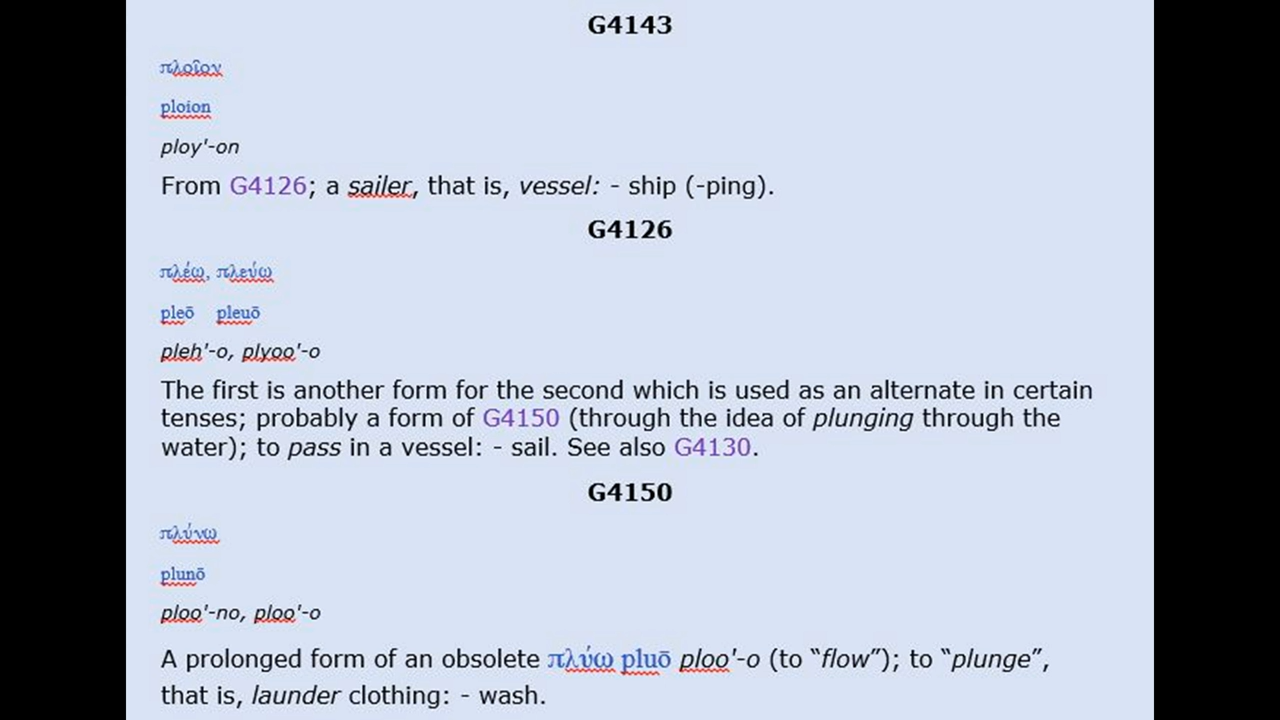 G4143
πλοῖον
ploion
ploy'-on
From G4126; a sailer, that is, vessel: - ship (-ping).
G4126
πλέω, πλεύω
pleō pleuō
pleh'-o, plyoo'-o
The first is another form for the second which is used as an alternate in certain
tenses; probably a form of G4150 (through the idea of plunging through the
water); to pass in a vessel: - sail. See also G4130.
G4150
πλύνω
plunō
ploo'-no, ploo'-o
A prolonged form of an obsolete πλύω pluō ploo'-o (to “flow”); to “plunge”,
that is, launder clothing: - wash.